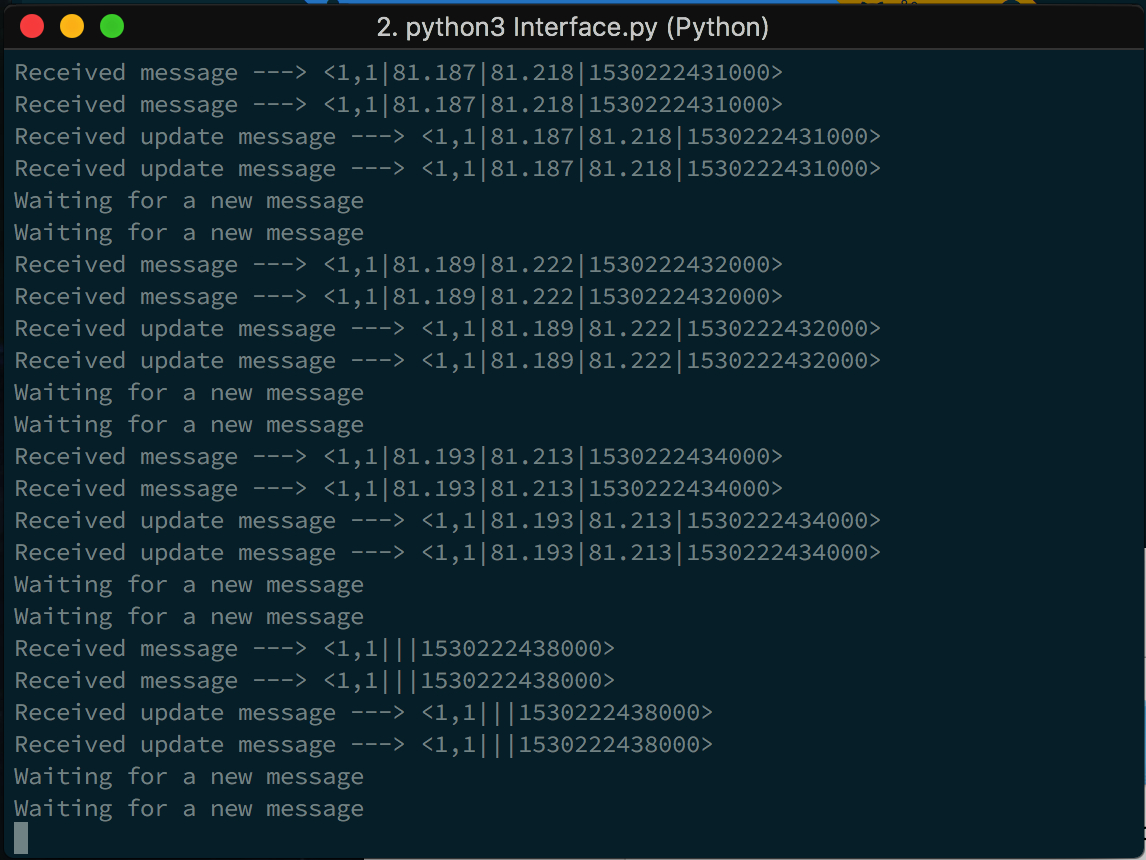 2. python3 Interface.py (Python)
Received message ---> <1,1|81.187|81.218|1530222431000>
Received message ---> <1,1|81.187|81.218|1530222431000>
Received update message ---> <1,1|81.187|81.218|1530222431000>
Received update message ---> <1,1|81.187|81.218|1530222431000>
Waiting for a new message
Waiting for a new message
Received message ---> <1,1|81.189|81.222|1530222432000>
Received message ---> <1,1|81.189|81.222|1530222432000>
Received update message ---> <1,1|81.189|81.222|1530222432000>
Received update message ---> <1,1|81.189|81.222|1530222432000>
Waiting for a new message
Waiting for a new message
Received message ---> <1,1|81.193|81.213|1530222434000>
Received message ---> <1,1|81.193|81.213|1530222434000>
Received update message ---> <1,1|81.193|81.213|1530222434000>
Received update message ---> <1,1|81.193|81.213|1530222434000>
Waiting for a new message
Waiting for a new message
Received message ---> <1,1|||1530222438000>
Received message ---> <1,1|||1530222438000>
Received update message ---> <1,1|||1530222438000>
Received update message ---> <1,1|||1530222438000>
Waiting for a new message
Waiting for a new message